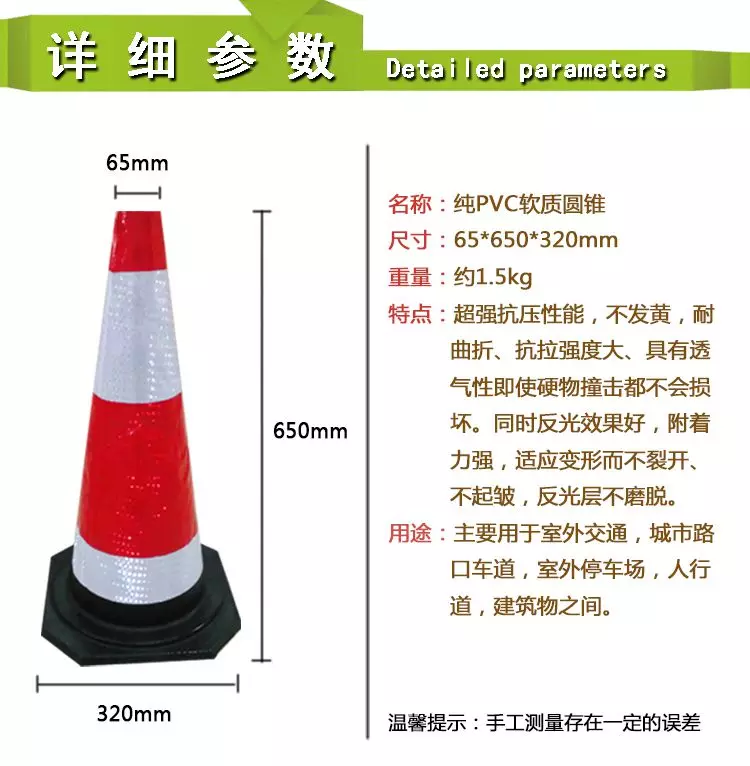 详细参数 Detailed parameters
65mm
650mm
320mm
名称：纯PVC软质圆锥
尺寸：65*650*320mm
重量：约1.5kg
特点：超强抗压性能，不发黄，耐
曲折、抗拉强度大、具有透
气性即使硬物撞击都不会损
坏。同时反光效果好，附着
力强，适应变形而不裂开、
不起皱，反光层不磨脱。
用途：主要用于室外交通，城市路
口车道，室外停车场，人行
道，建筑物之间。
温馨提示：手工测量存在一定的误差